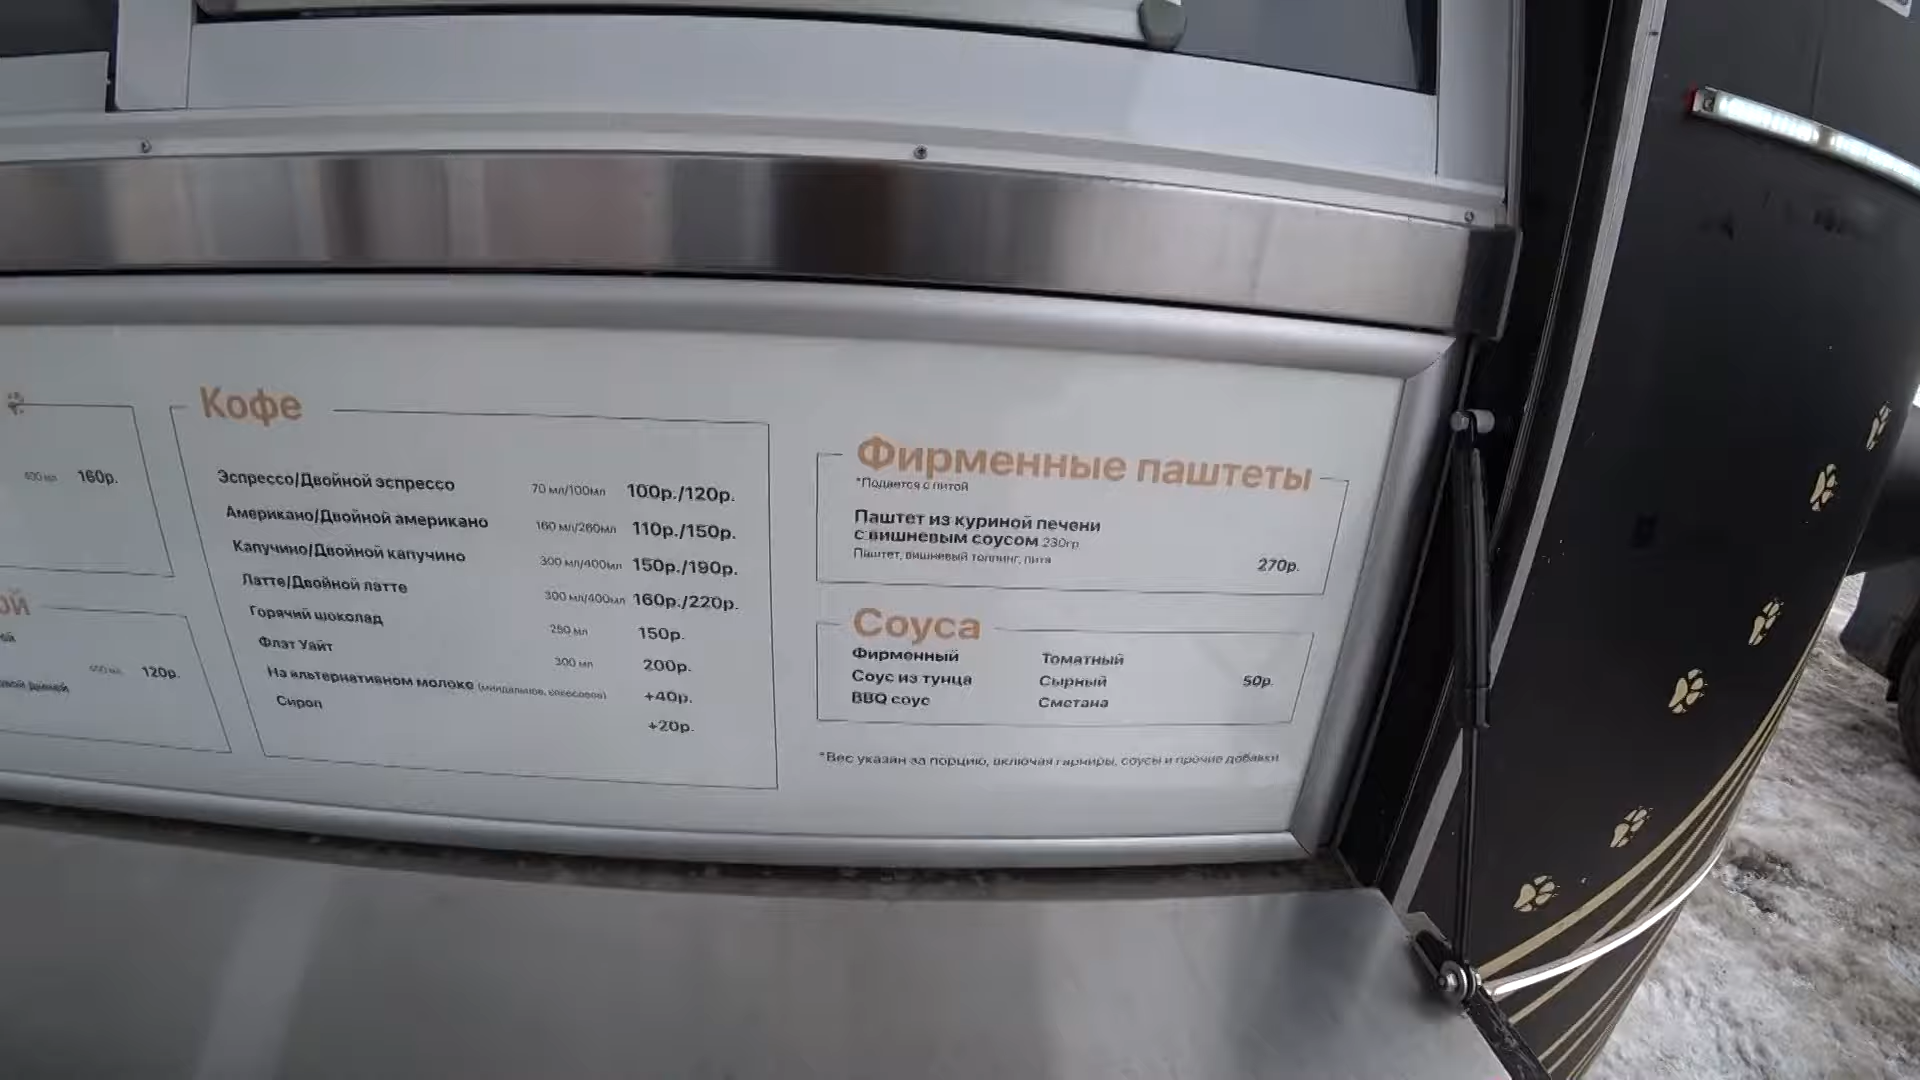 160р.
ой
120р.
Кофе
Эспрессо/Двойной эспрессо 70 мл/100мл 100р./120р.
Американо/Двойной американо 160 мл/260мл 110р./150р.
Капучино/Двойной капучино 300 мл/400мл 150р./190р.
Латте/Двойной латте 300 мл/400мл 160р./220р.
Горячий шоколад 250 мл 150р.
Флэт Уайт 300 мл 200р.
На альтернативном молоке (миндальное, кокосовое) +40р.
Сироп +20р.
Фирменные паштеты
*Подается с питой
Паштет из куриной печени
с вишневым соусом 230гр
Паштет, вишневый топпинг, пита
270р.
Соуса
Фирменный Томатный
Соус из тунца Сырный 50р.
BBQ соус Сметана
*Вес указан за порцию, включая гарниры, соусы и прочие добавки